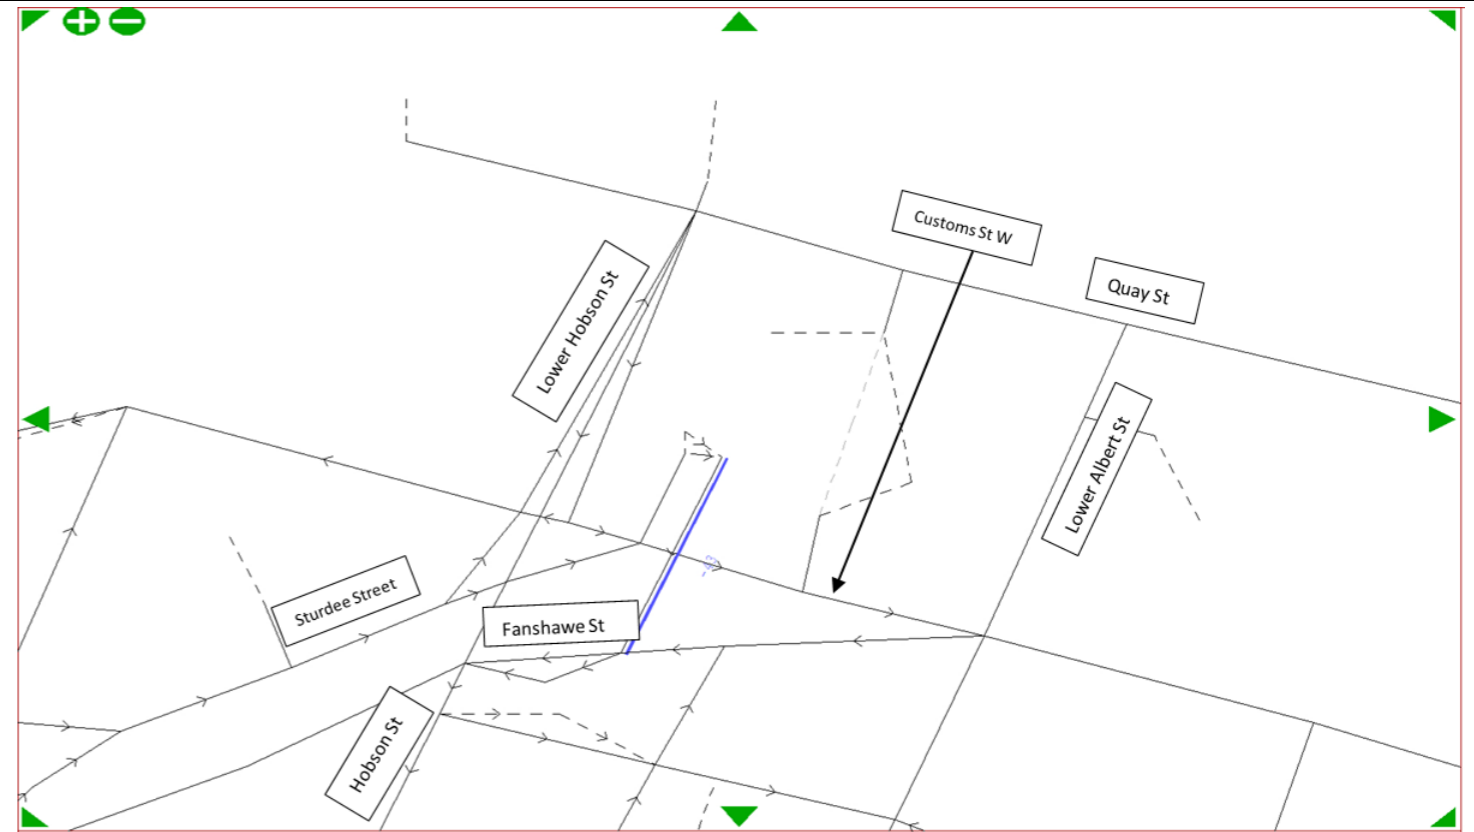 Customs St W
Quay St
Lower Hobson St
Lower Albert St
Sturdee Street
Fanshawe St
Hobson St